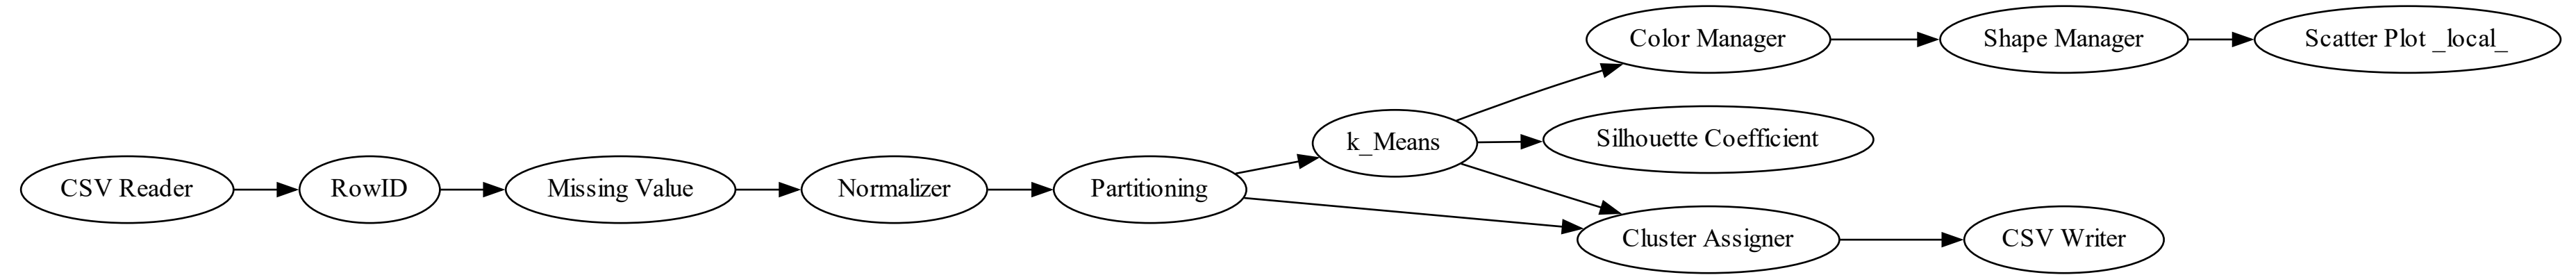 CSV Reader
RowID
Missing Value
Normalizer
Partitioning
k_Means
Color Manager
Shape Manager
Scatter Plot _local_
Silhouette Coefficient
Cluster Assigner
CSV Writer